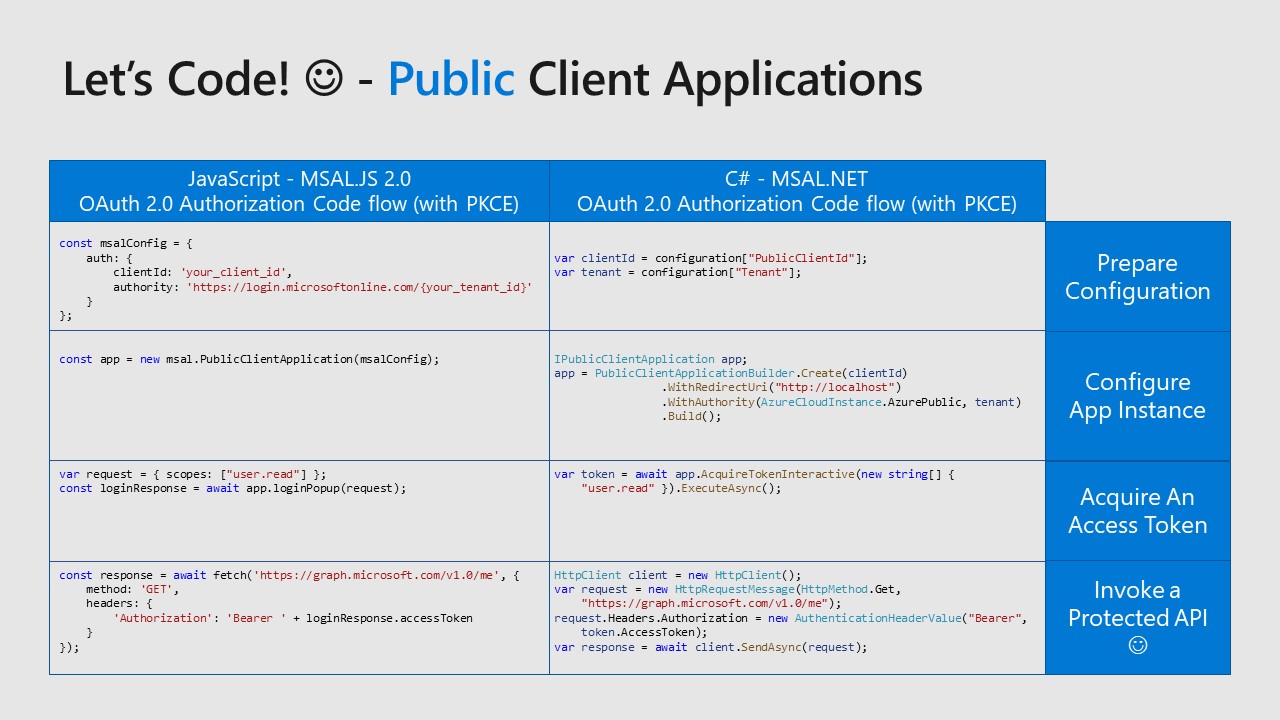 Let's Code! ☺ - Public Client Applications
JavaScript - MSAL.JS 2.0
OAuth 2.0 Authorization Code flow (with PKCE)
C# - MSAL.NET
OAuth 2.0 Authorization Code flow (with PKCE)
const msalConfig = {
    auth: {
        clientId: 'your_client_id',
        authority: 'https://login.microsoftonline.com/{your_tenant_id}'
    }
};
var clientId = configuration["PublicClientId"];
var tenant = configuration["Tenant"];
Prepare
Configuration
const app = new msal.PublicClientApplication(msalConfig);
IPublicClientApplication app;
app = PublicClientApplicationBuilder.Create(clientId)
                .WithRedirectUri("http://localhost")
                .WithAuthority(AzureCloudInstance.AzurePublic, tenant)
                .Build();
Configure
App Instance
var request = { scopes: ["user.read"] };
const loginResponse = await app.loginPopup(request);
var token = await app.AcquireTokenInteractive(new string[] {
    "user.read" }).ExecuteAsync();
Acquire An
Access Token
const response = await fetch('https://graph.microsoft.com/v1.0/me', {
    method: 'GET',
    headers: {
        'Authorization': 'Bearer ' + loginResponse.accessToken
    }
});
HttpClient client = new HttpClient();
var request = new HttpRequestMessage(HttpMethod.Get,
    "https://graph.microsoft.com/v1.0/me");
request.Headers.Authorization = new AuthenticationHeaderValue("Bearer",
    token.AccessToken);
var response = await client.SendAsync(request);
Invoke a
Protected API
☺